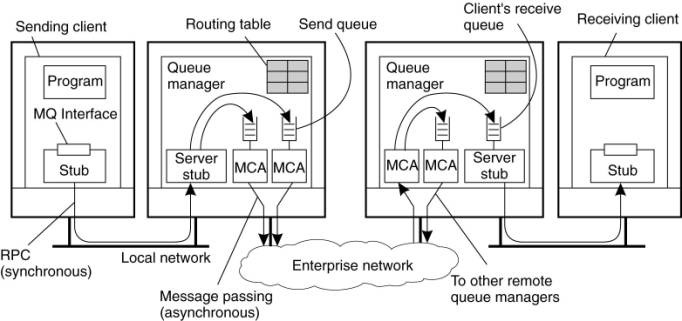 Sending client
Routing table
Send queue
Client's receive
queue
Receiving client
Program
MQ Interface
Stub
Queue
manager
Server
stub
MCA
MCA
Queue
manager
MCA
MCA
Server
stub
Program
Stub
RPC
(synchronous)
Local network
Message passing
(asynchronous)
Enterprise network
To other remote
queue managers